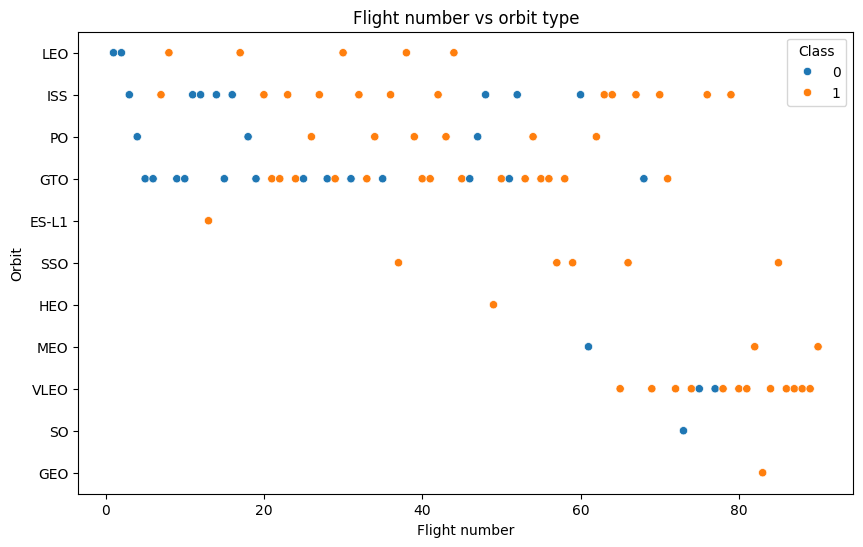 Flight number vs orbit type
LEO
ISS
PO
GTO
ES-L1
SSO
HEO
MEO
VLEO
SO
GEO
Orbit
Class
0
1
0
20
40
60
80
Flight number